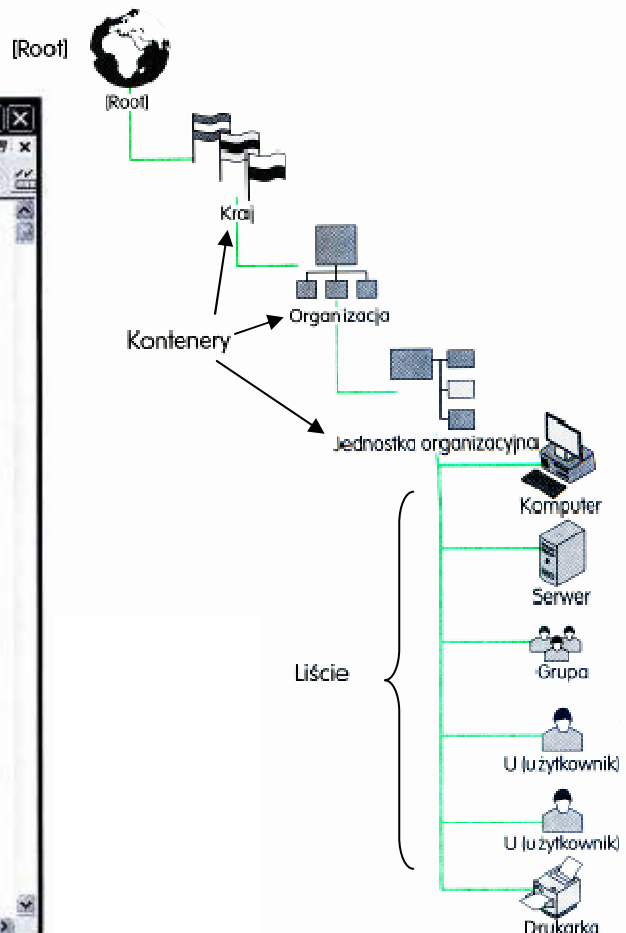 [Root]
[Root]
Kraj
Organizacja
Kontenery
Jednostka organizacyjna
Komputer
Serwer
Grupa
Liście
U (użytkownik)
U (użytkownik)
Drukarka